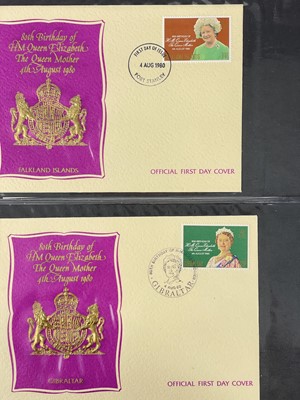 80th Birthday of
HM Queen Elizabeth
The Queen Mother
4th August 1980
FALKLAND ISLANDS
FIRST DAY OF ISSUE
4 AUG 1980
PORT STANLEY
OFFICIAL FIRST DAY COVER
80th Birthday of
HM Queen Elizabeth
The Queen Mother
4th August 1980
GIBRALTAR
GIBRALTAR
OFFICIAL FIRST DAY COVER